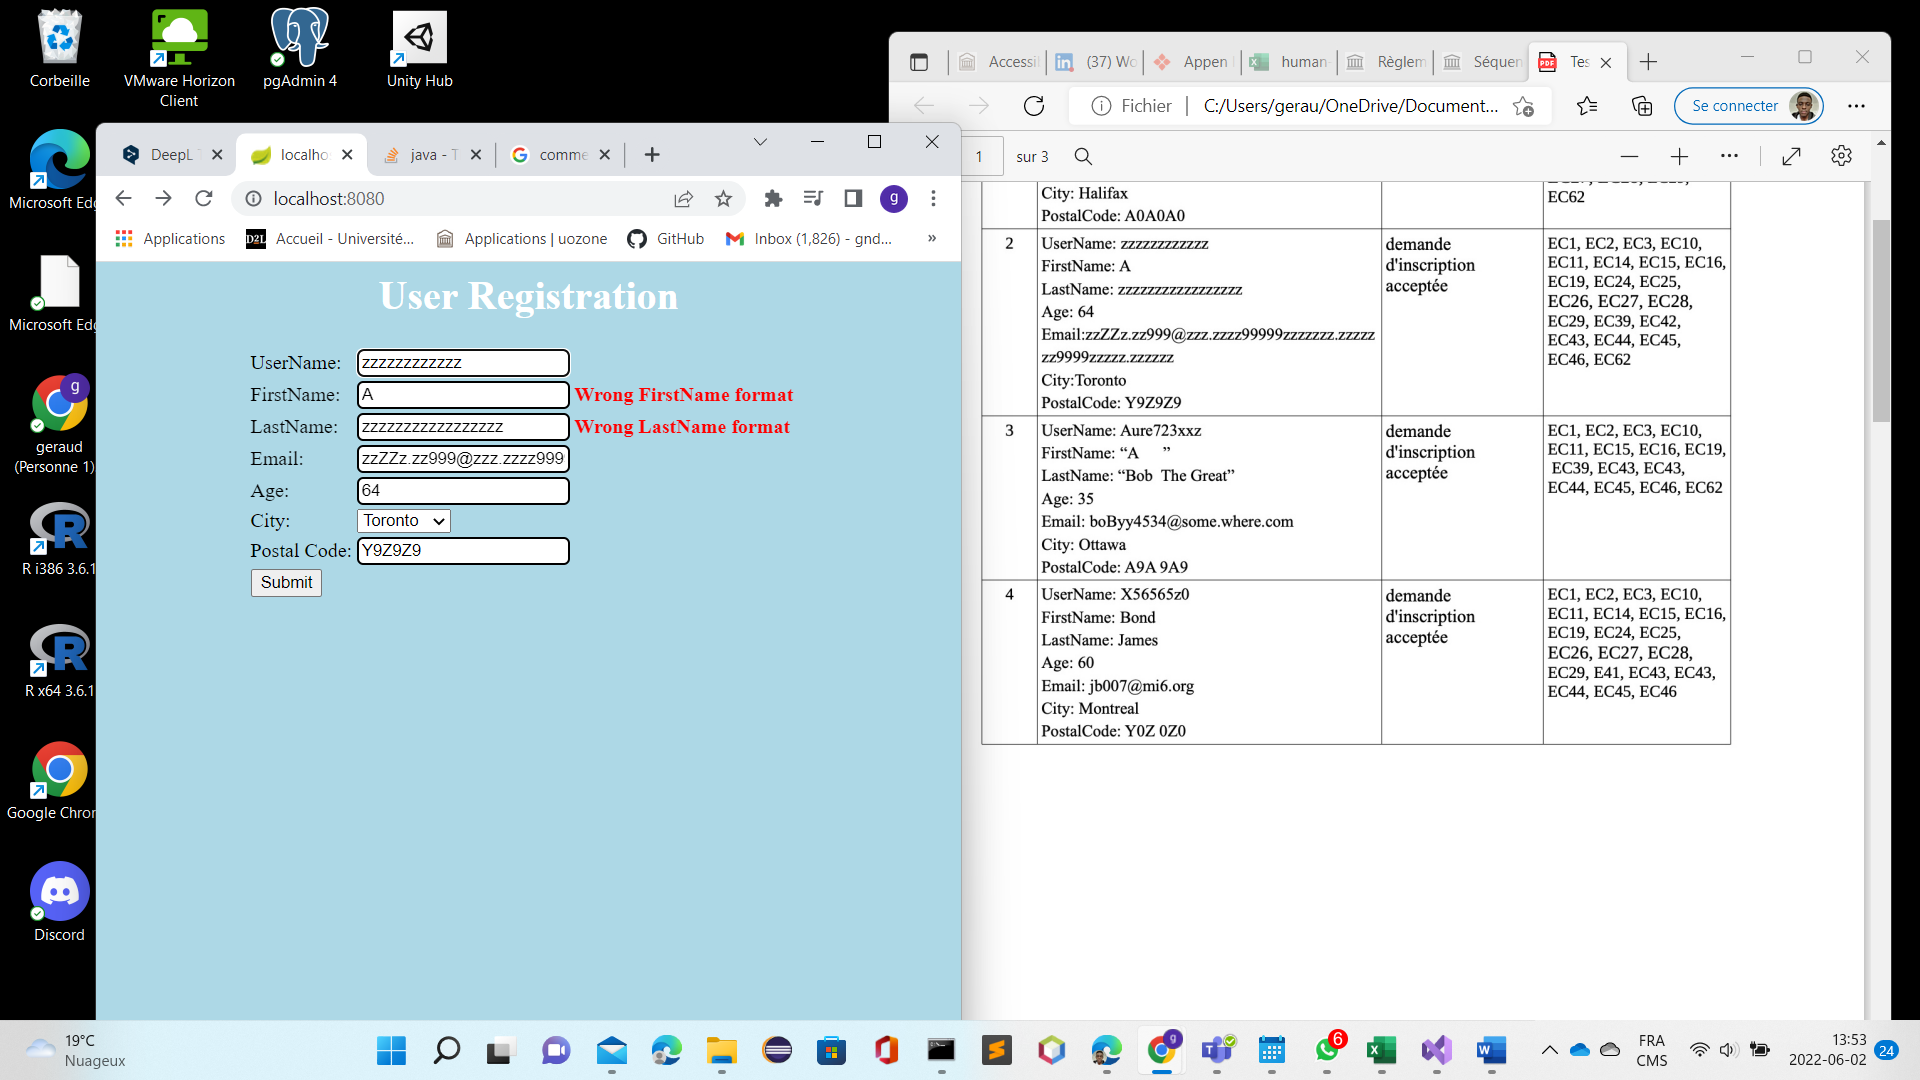 Corbeille
VMware Horizon
Client
pgAdmin 4
Unity Hub
Microsoft Edg
Microsoft Edg
g
geraud
(Personne 1)
R i386 3.6.1
R x64 3.6.1
Google Chror
Discord
DeepL T
localho
java - T
comme
localhost:8080
g
Applications
D2L
Accueil - Université...
Applications | uozone
GitHub
Inbox (1,826) - gnd...
»
User Registration
UserName: zzzzzzzzzzzz
FirstName: A Wrong FirstName format
LastName: zzzzzzzzzzzzzzzzz Wrong LastName format
Email: zzZZz.zz999@zzz.zzzz999
Age: 64
City: Toronto
Postal Code: Y9Z9Z9
Submit
Accessil
(37) Wo
Appen
human-
Règlem
Séquen
PDF
Tes
Fichier
C:/Users/gerau/OneDrive/Document...
Se connecter
1
sur 3
City: Halifax
PostalCode: A0A0A0
EC62
2
UserName: zzzzzzzzzzzz
FirstName: A
LastName: zzzzzzzzzzzzzzzzz
Age: 64
Email:zzZZz.zz999@zzz.zzzz99999zzzzzzz.zzzzz
zz9999zzzzz.zzzzzz
City:Toronto
PostalCode: Y9Z9Z9
demande
d'inscription
acceptée
EC1, EC2, EC3, EC10,
EC11, EC14, EC15, EC16,
EC19, EC24, EC25,
EC26, EC27, EC28,
EC29, EC39, EC42,
EC43, EC44, EC45,
EC46, EC62
3
UserName: Aure723xxz
FirstName: “A ”
LastName: “Bob The Great”
Age: 35
Email: boByy4534@some.where.com
City: Ottawa
PostalCode: A9A 9A9
demande
d'inscription
acceptée
EC1, EC2, EC3, EC10,
EC11, EC15, EC16, EC19,
EC39, EC43, EC43,
EC44, EC45, EC46, EC62
4
UserName: X56565z0
FirstName: Bond
LastName: James
Age: 60
Email: jb007@mi6.org
City: Montreal
PostalCode: Y0Z 0Z0
demande
d'inscription
acceptée
EC1, EC2, EC3, EC10,
EC11, EC14, EC15, EC16,
EC19, EC24, EC25,
EC26, EC27, EC28,
EC29, E41, EC43, EC43,
EC44, EC45, EC46
19°C
Nuageux
g
6
FRA
CMS
13:53
2022-06-02
24